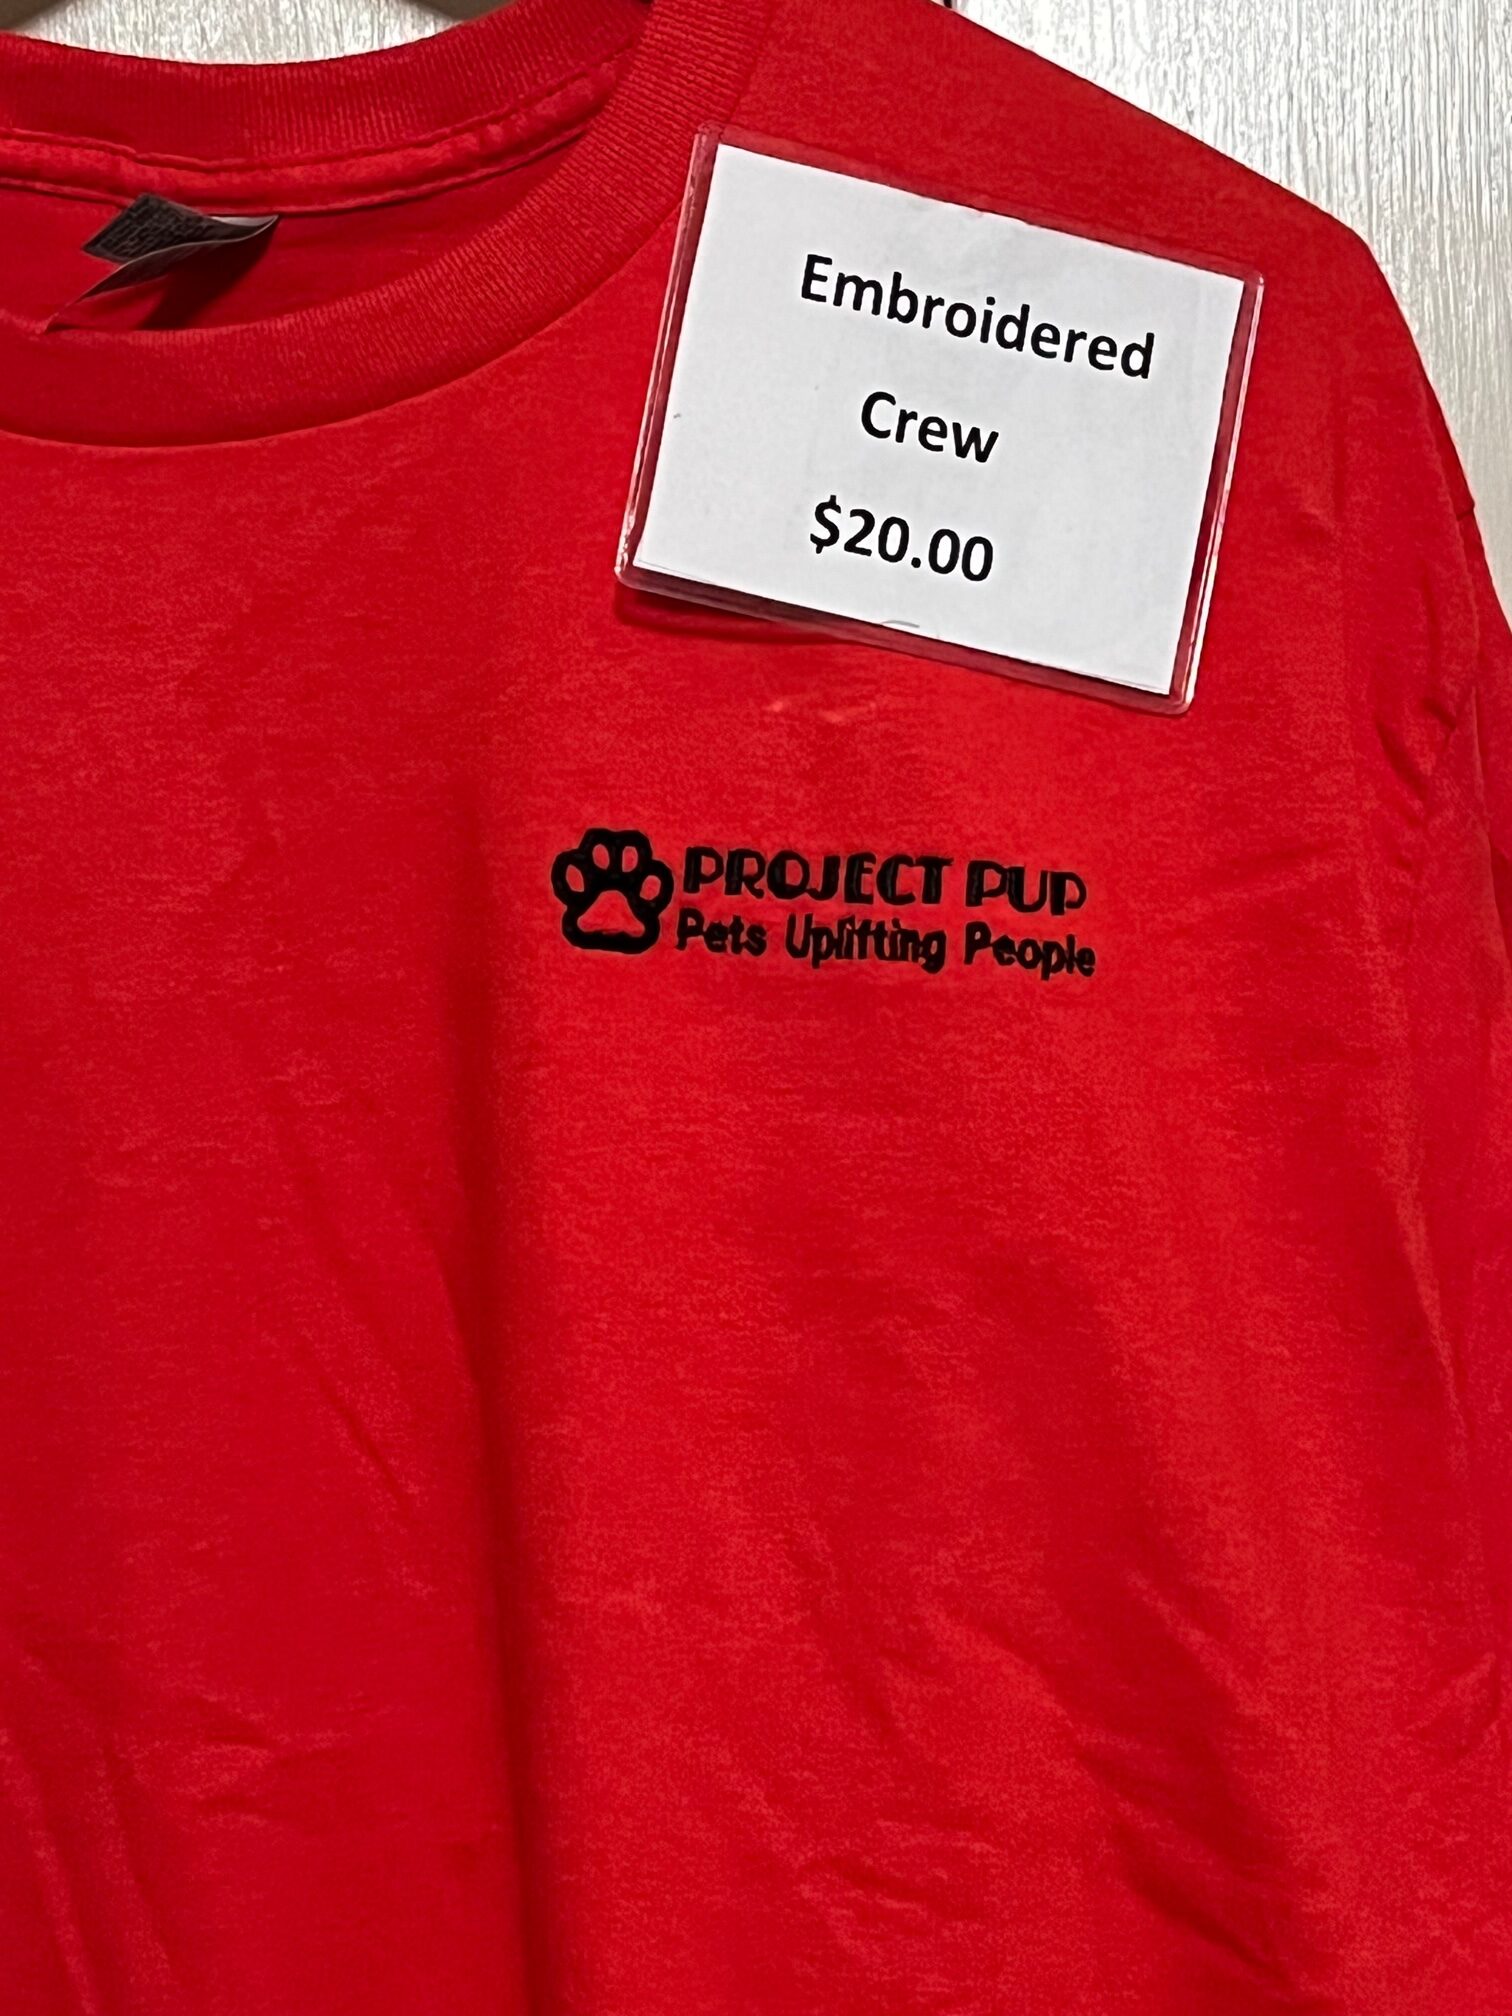 Embroidered
Crew
$20.00
PROJECT PUP
Pets Uplifting People